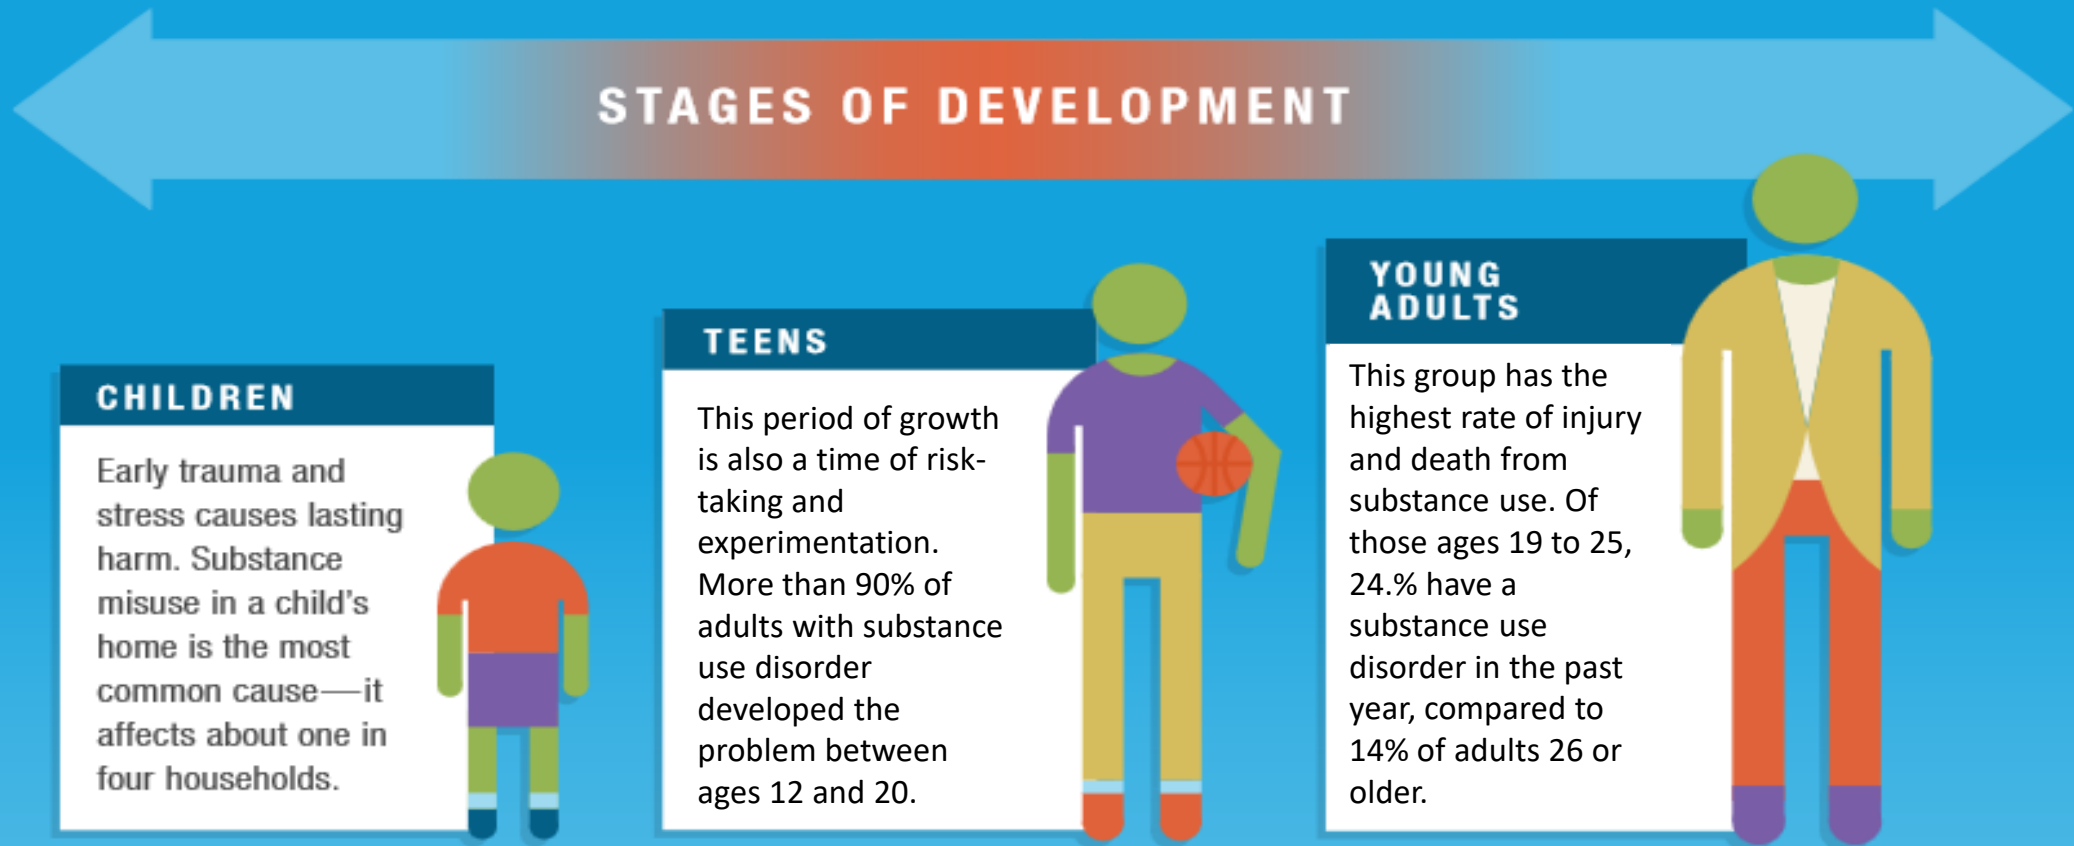 STAGES OF DEVELOPMENT
CHILDREN
Early trauma and
stress causes lasting
harm. Substance
misuse in a child's
home is the most
common cause—it
affects about one in
four households.
TEENS
This period of growth
is also a time of risk-
taking and
experimentation.
More than 90% of
adults with substance
use disorder
developed the
problem between
ages 12 and 20.
YOUNG
ADULTS
This group has the
highest rate of injury
and death from
substance use. Of
those ages 19 to 25,
24.% have a
substance use
disorder in the past
year, compared to
14% of adults 26 or
older.